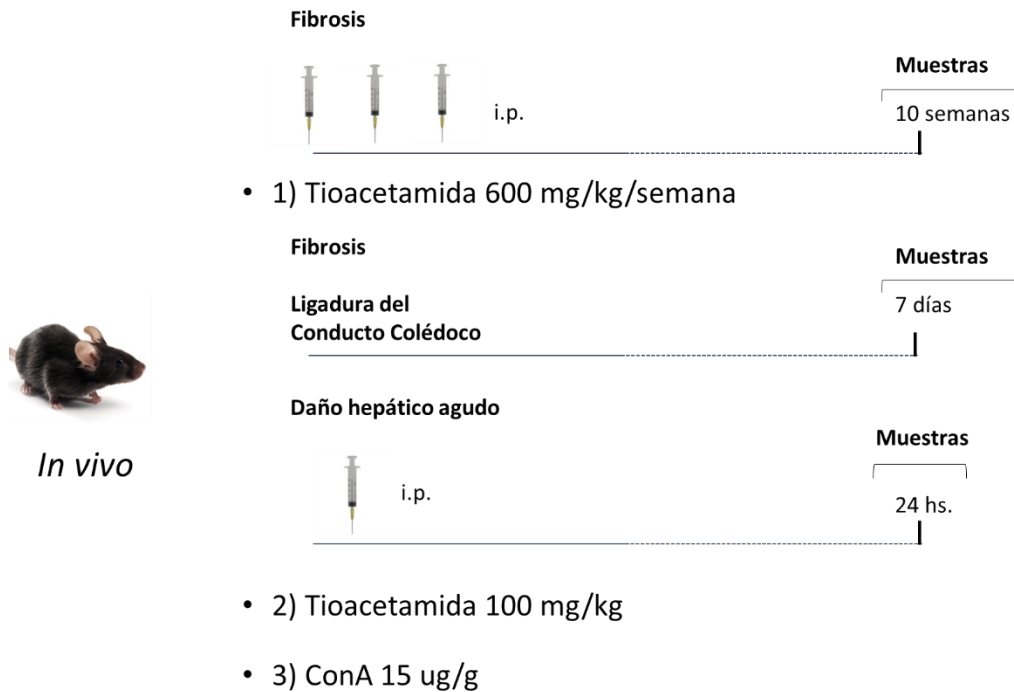 Fibrosis
Muestras
i.p.
10 semanas
• 1) Tioacetamida 600 mg/kg/semana
Fibrosis
Muestras
Ligadura del
Conducto Colédoco
7 días
In vivo
Daño hepático agudo
Muestras
i.p.
24 hs.
• 2) Tioacetamida 100 mg/kg
• 3) ConA 15 ug/g